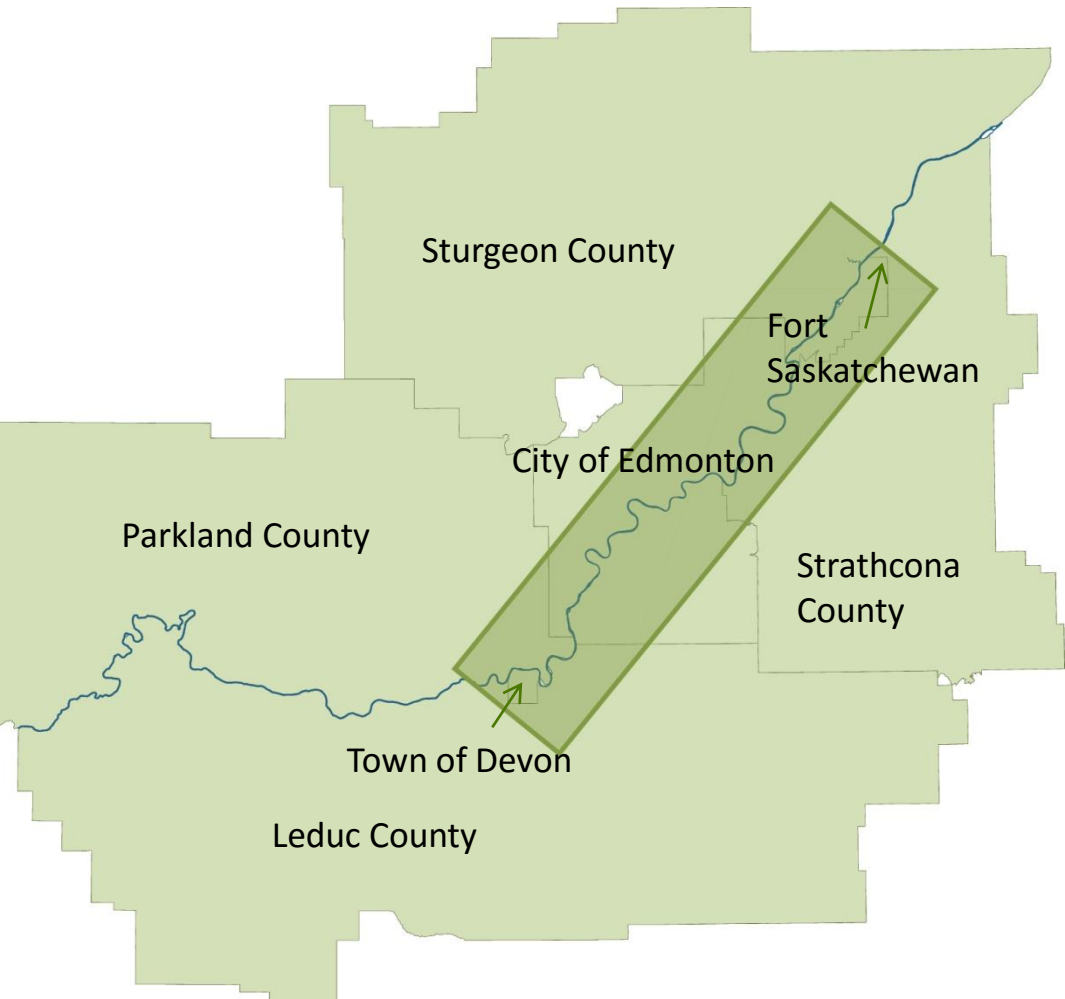 Sturgeon County
Fort
Saskatchewan
City of Edmonton
Parkland County
Strathcona
County
Town of Devon
Leduc County